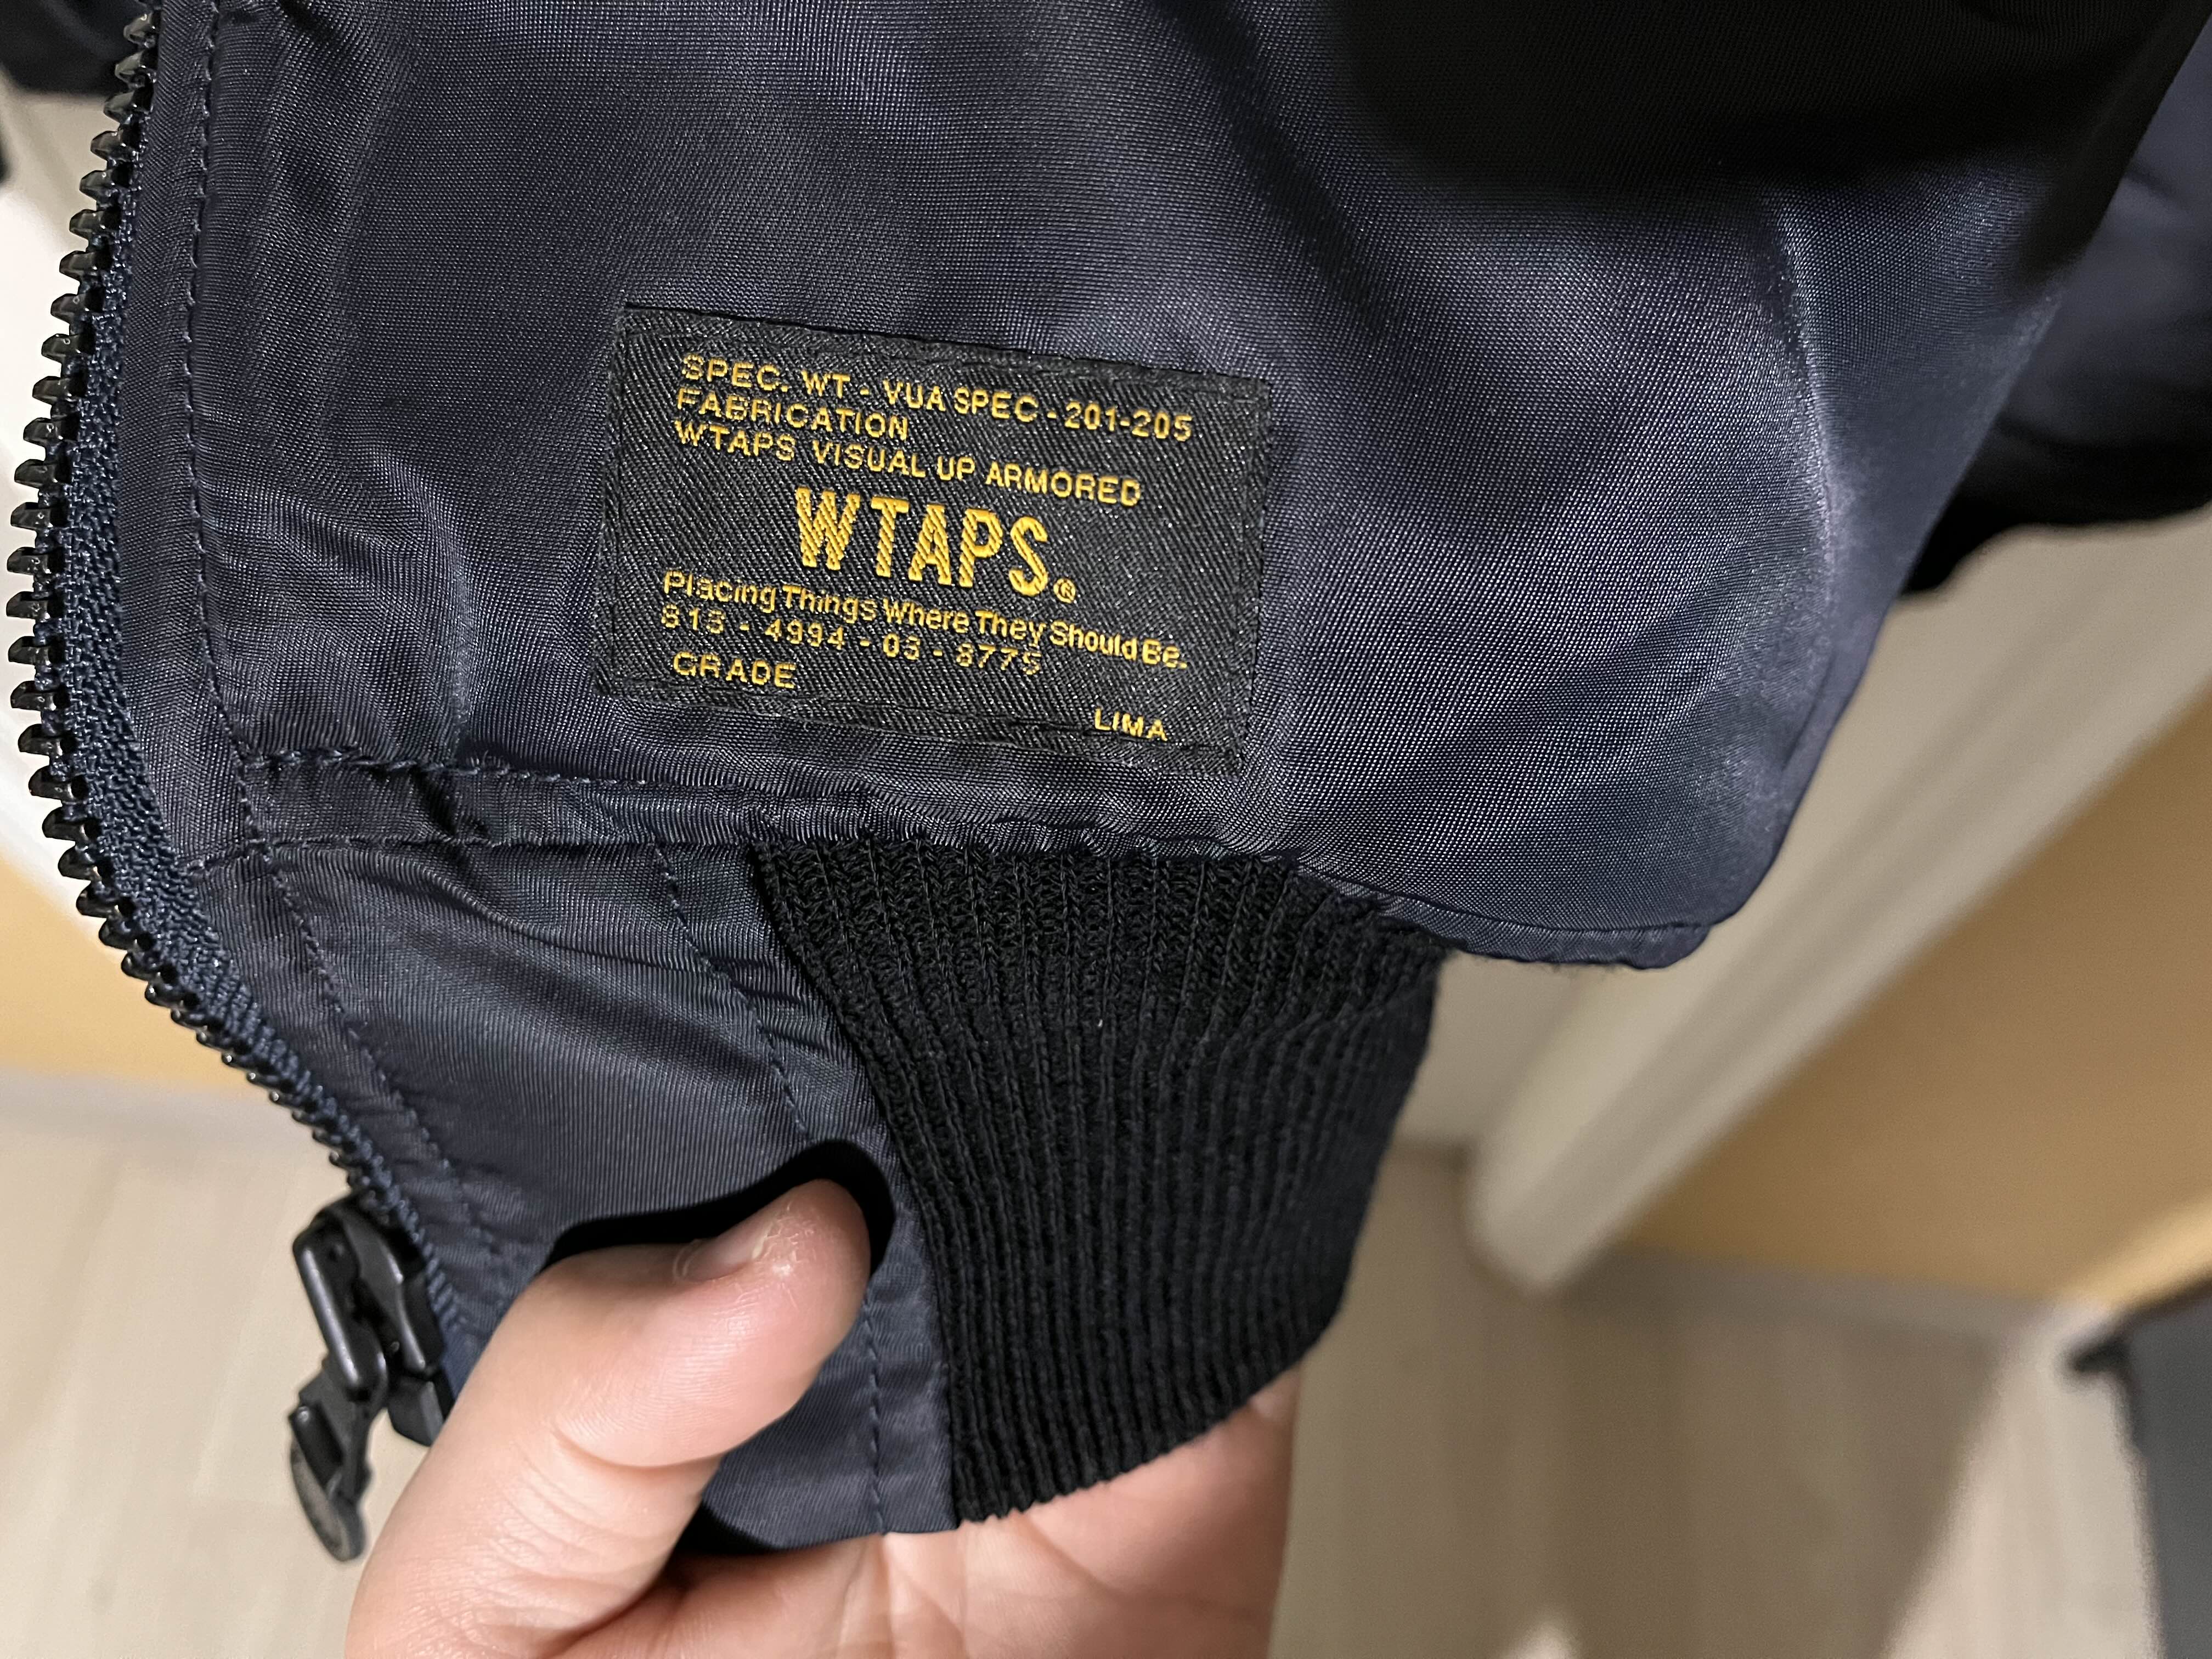 SPEC. WT - VUA SPEC - 201-205
FABRICATION
WTAPS VISUAL UP ARMORED
WTAPS®
Placing Things Where They Should Be.
813 - 4994 - 03 - 8775
GRADE
LIMA